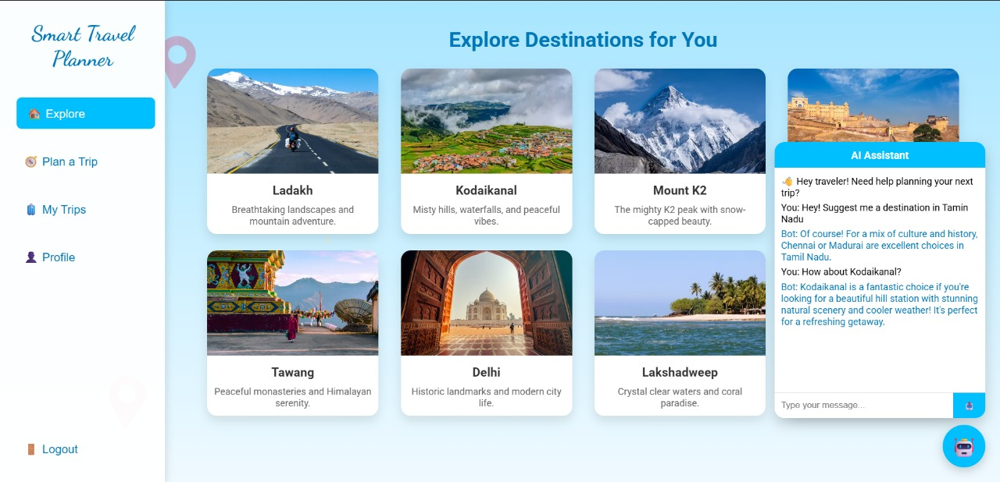 Smart Travel
Planner
Explore
Plan a Trip
My Trips
Profile
Logout
Explore Destinations for You
Ladakh
Breathtaking landscapes and
mountain adventure.
Kodaikanal
Misty hills, waterfalls, and peaceful
vibes.
Mount K2
The mighty K2 peak with snow-
capped beauty.
Tawang
Peaceful monasteries and Himalayan
serenity.
Delhi
Historic landmarks and modern city
life.
Lakshadweep
Crystal clear waters and coral
paradise.
AI Assistant
Hey traveler! Need help planning your next
trip?
You: Hey! Suggest me a destination in Tamin
Nadu
Bot: Of course! For a mix of culture and history,
Chennai or Madurai are excellent choices in
Tamil Nadu.
You: How about Kodaikanal?
Bot: Kodaikanal is a fantastic choice if you're
looking for a beautiful hill station with stunning
natural scenery and cooler weather! It's perfect
for a refreshing getaway.
Type your message...